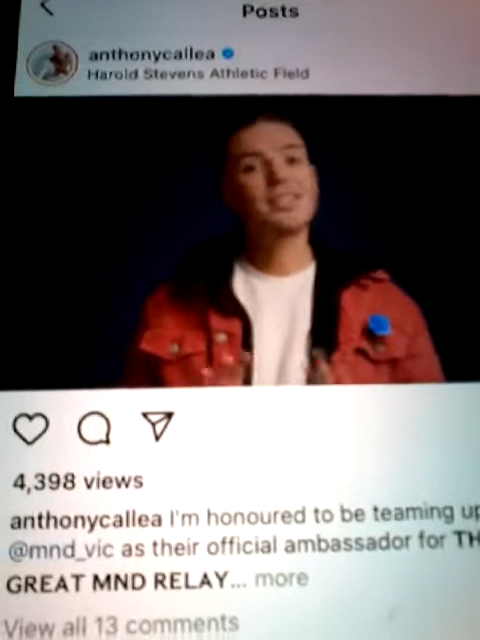 Posts
anthonycallea
Harold Stevens Athletic Field
4,398 views
anthonycallea I'm honoured to be teaming up
@mnd_vic as their official ambassador for TH
GREAT MND RELAY... more
View all 13 comments